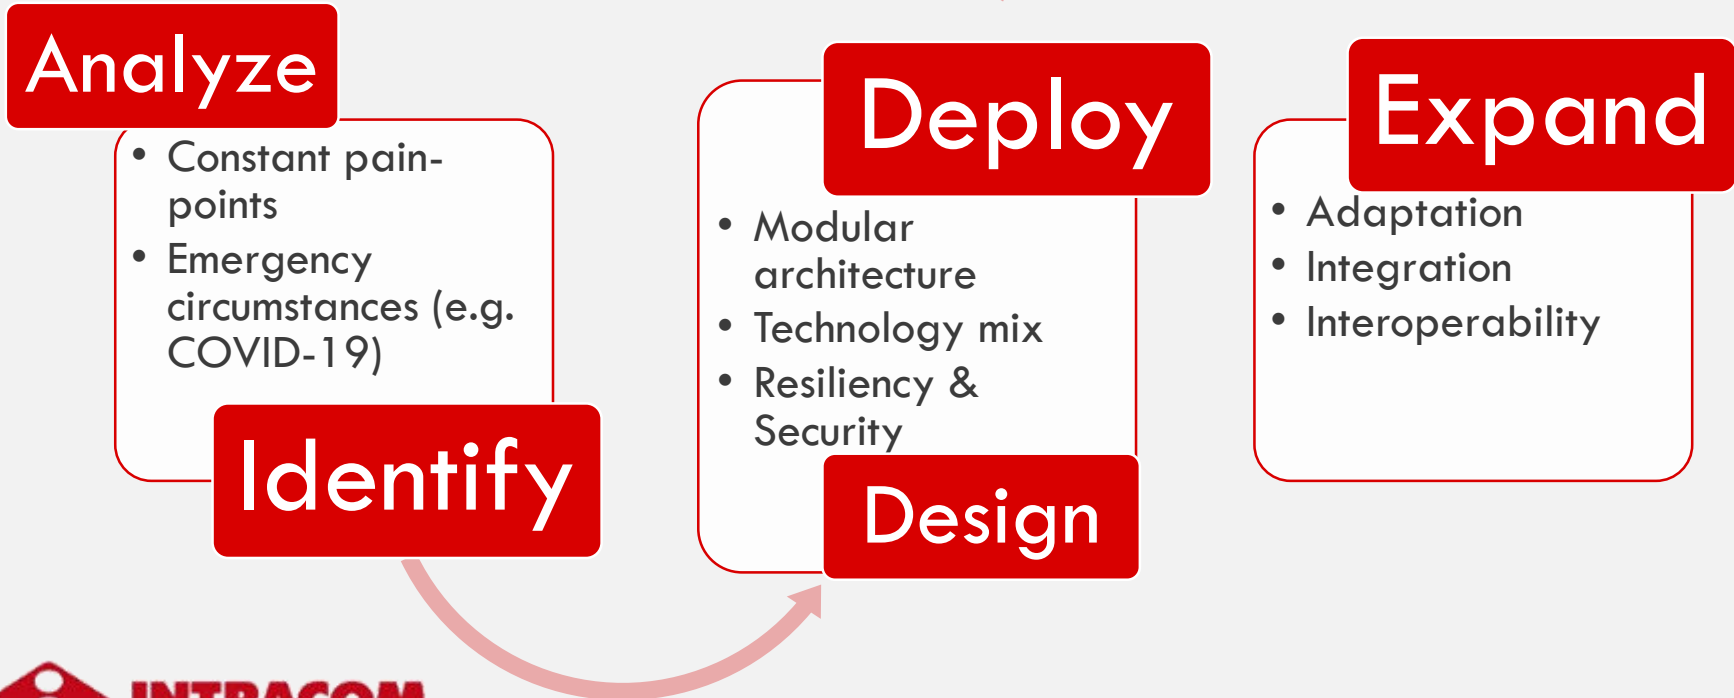 Analyze
• Constant pain-
points
• Emergency
circumstances (e.g.
COVID-19)
Identify
Deploy
• Modular
architecture
• Technology mix
• Resiliency &
Security
Design
Expand
• Adaptation
• Integration
• Interoperability
INTRACOM